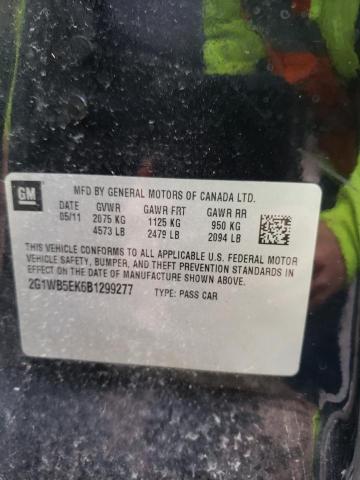 GM
MFD BY GENERAL MOTORS OF CANADA LTD.
DATE GVWR GAWR FRT GAWR RR
05/11 2075 KG 1125 KG 950 KG
4573 LB 2479 LB 2094 LB
THIS VEHICLE CONFORMS TO ALL APPLICABLE U.S. FEDERAL MOTOR
VEHICLE SAFETY, BUMPER, AND THEFT PREVENTION STANDARDS IN
EFFECT ON THE DATE OF MANUFACTURE SHOWN ABOVE.
2G1WB5EK6B1299277 TYPE: PASS CAR